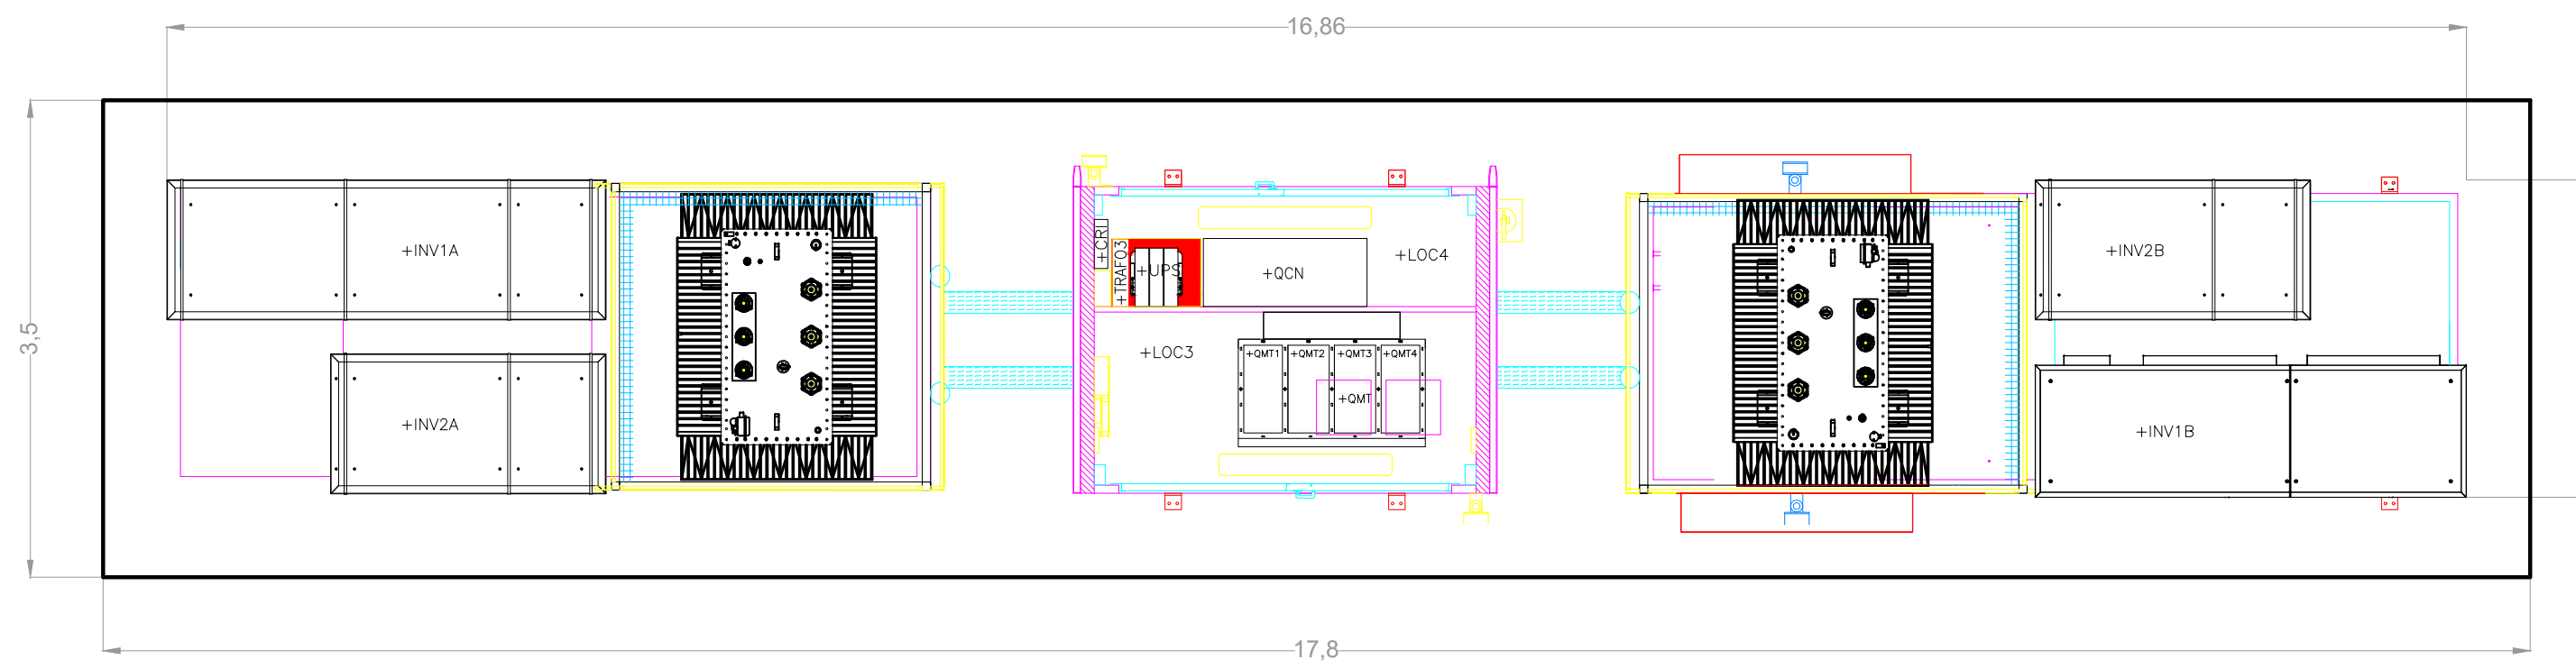 16,86
3,5
+INV1A
+INV2A
+CRI
+TRAFO3
+UPS
+QCN
+LOC4
+LOC3
+QMT1
+QMT2
+QMT3
+QMT4
+QMT
+INV2B
+INV1B
17,8